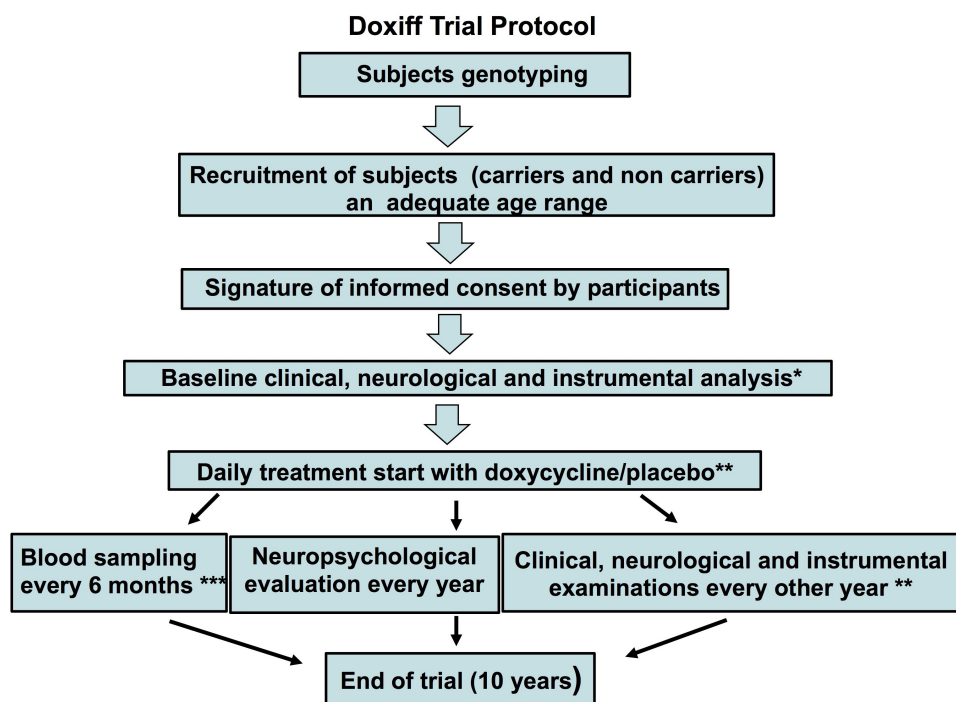 Doxiff Trial Protocol
Subjects genotyping
Recruitment of subjects (carriers and non carriers)
an adequate age range
Signature of informed consent by participants
Baseline clinical, neurological and instrumental analysis*
Daily treatment start with doxycycline/placebo**
Blood sampling
every 6 months ***
Neuropsychological
evaluation every year
Clinical, neurological and instrumental
examinations every other year **
End of trial (10 years)